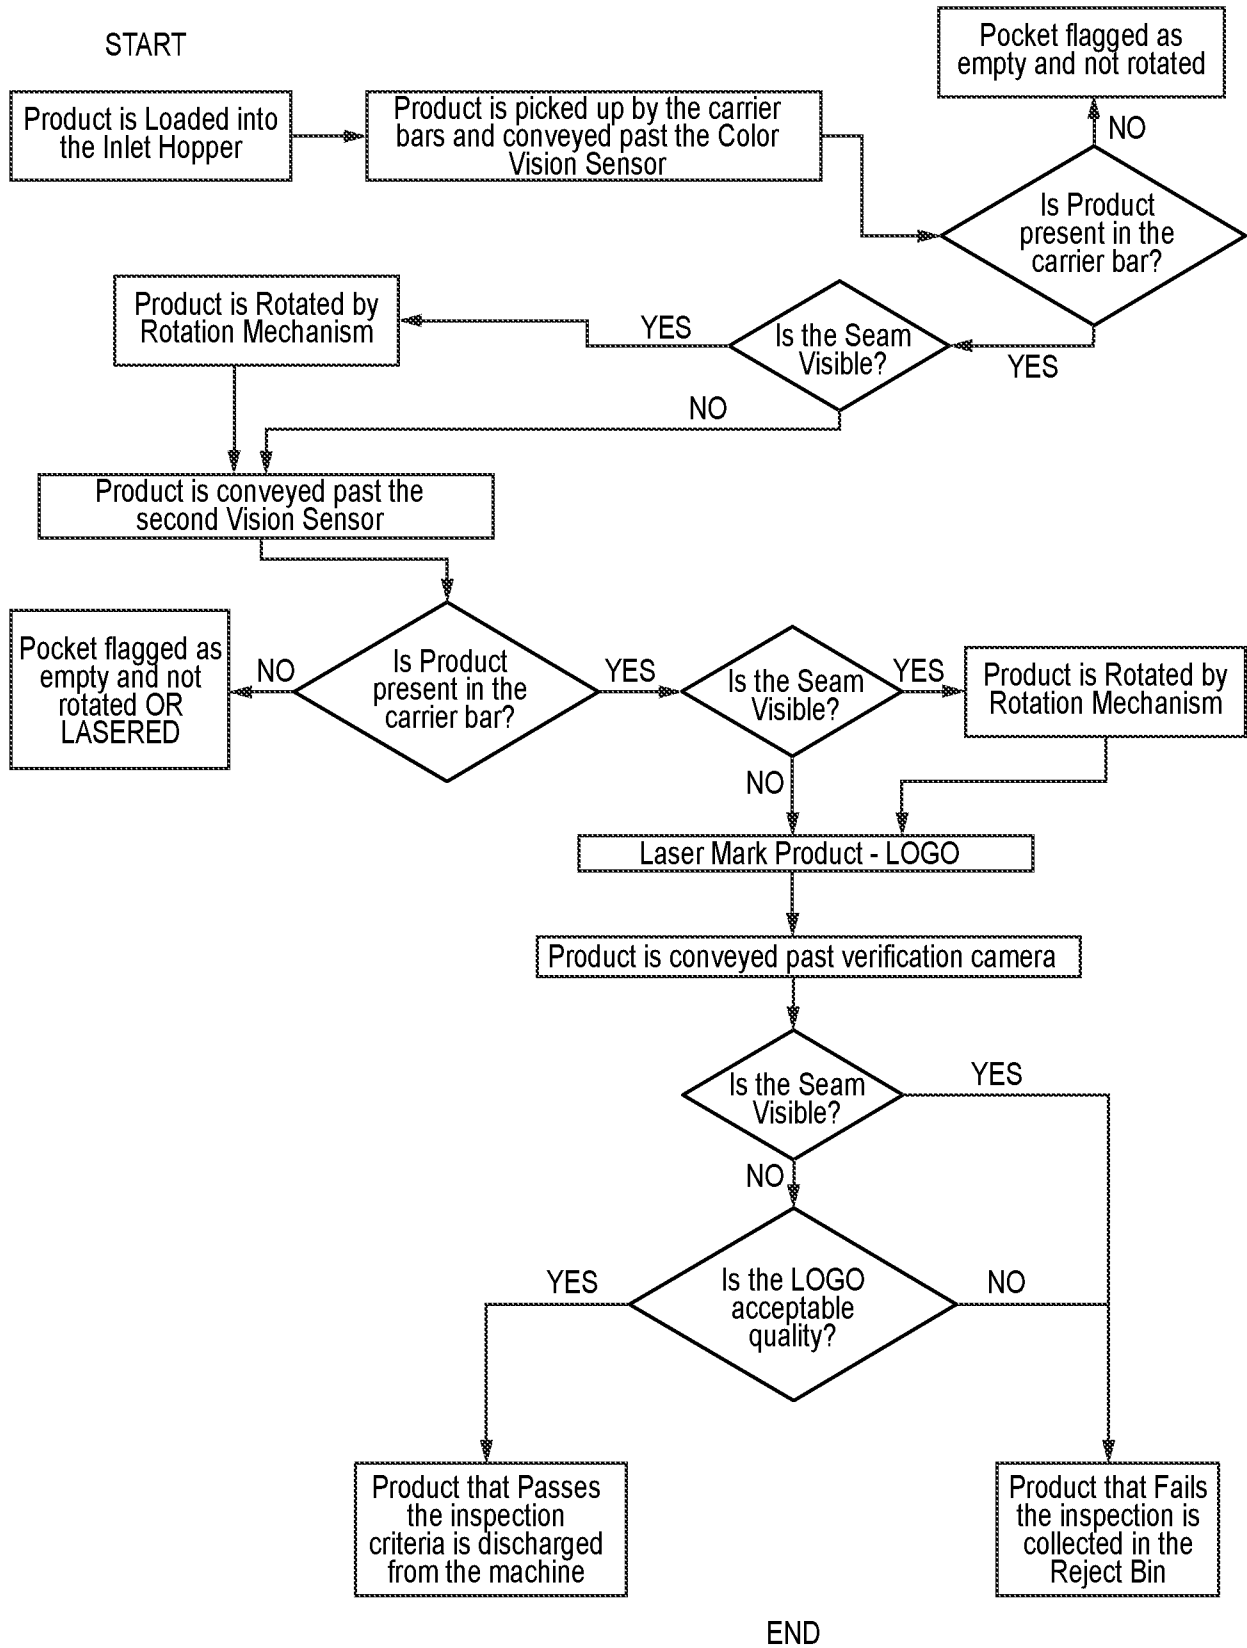 START
Product is Loaded into
the Inlet Hopper
Product is picked up by the carrier
bars and conveyed past the Color
Vision Sensor
Pocket flagged as
empty and not rotated
NO
Is Product
present in the
carrier bar?
YES
Is the Seam
Visible?
YES
Product is Rotated by
Rotation Mechanism
NO
Product is conveyed past the
second Vision Sensor
Is Product
present in the
carrier bar?
NO
Pocket flagged as
empty and not
rotated OR
LASERED
YES
Is the Seam
Visible?
YES
Product is Rotated by
Rotation Mechanism
NO
Laser Mark Product - LOGO
Product is conveyed past verification camera
Is the Seam
Visible?
YES
NO
Is the LOGO
acceptable
quality?
YES
NO
Product that Passes
the inspection
criteria is discharged
from the machine
Product that Fails
the inspection is
collected in the
Reject Bin
END